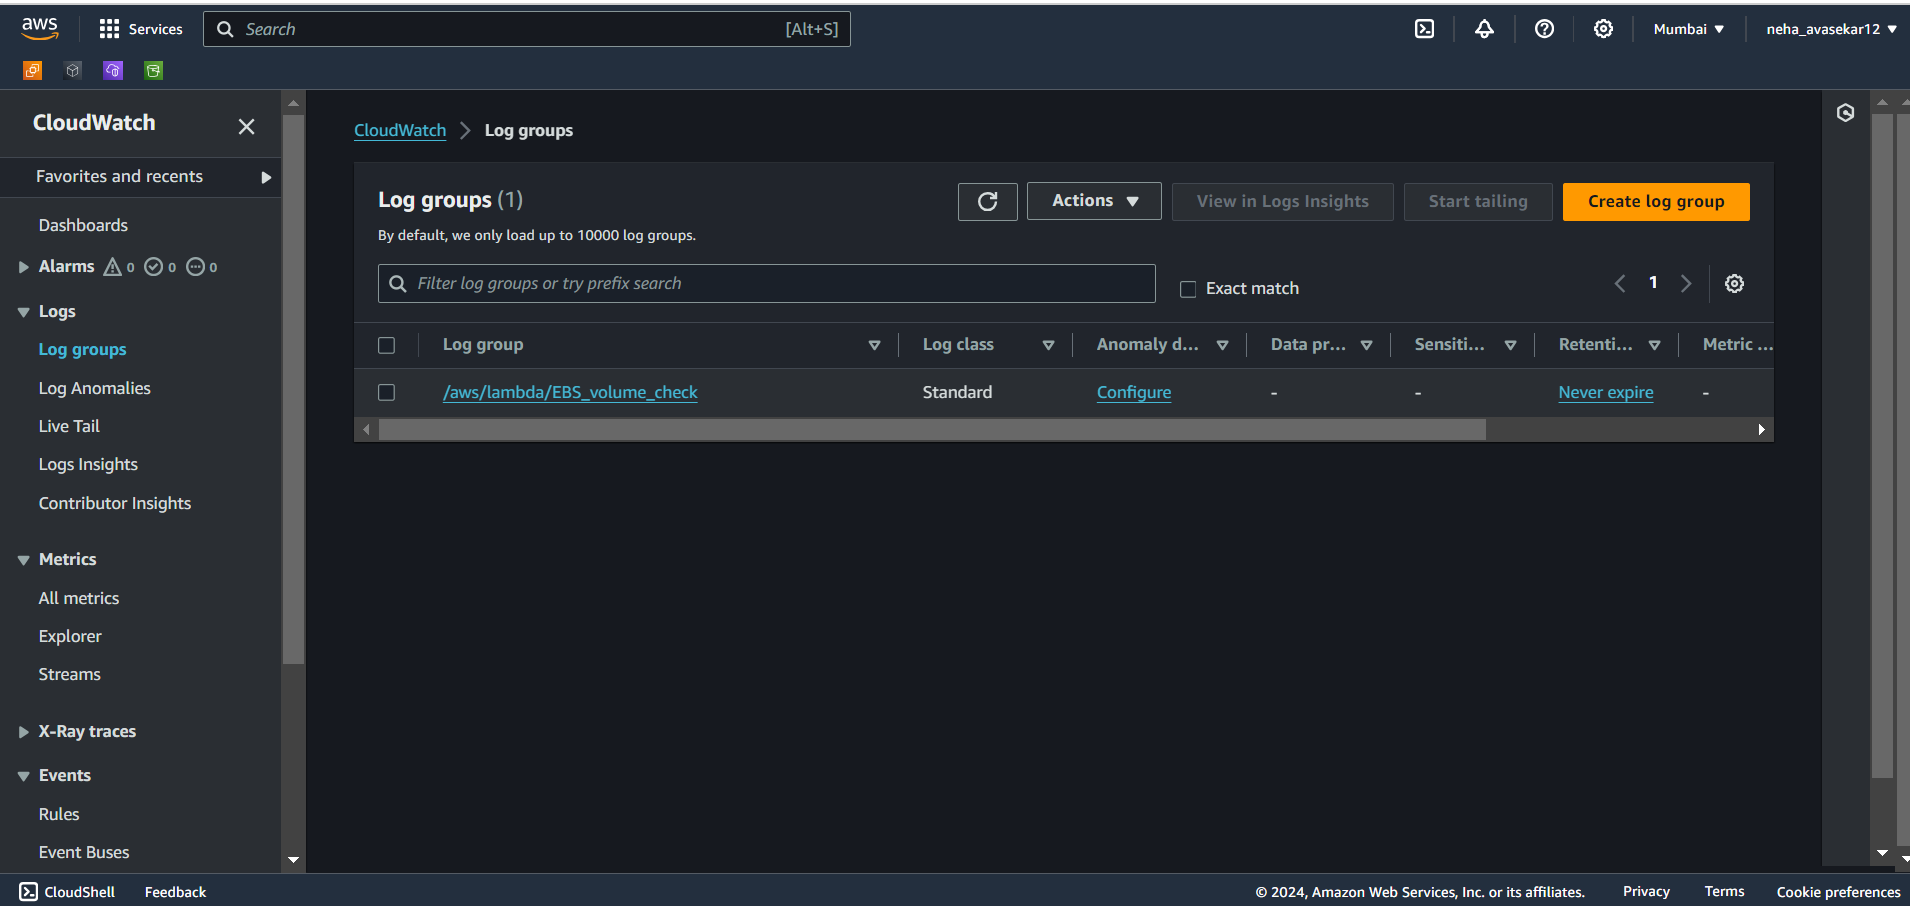 aws
Services
Search
[Alt+S]
Mumbai
neha_avasekar12
CloudWatch
Favorites and recents
Dashboards
Alarms 0 0 0
Logs
Log groups
Log Anomalies
Live Tail
Logs Insights
Contributor Insights
Metrics
All metrics
Explorer
Streams
X-Ray traces
Events
Rules
Event Buses
CloudWatch
Log groups
Log groups (1)
By default, we only load up to 10000 log groups.
Actions
View in Logs Insights
Start tailing
Create log group
Filter log groups or try prefix search
Exact match
1
Log group
Log class
Anomaly d...
Data pr...
Sensiti...
Retenti...
Metric ...
/aws/lambda/EBS_volume_check
Standard
Configure
-
-
Never expire
-
CloudShell
Feedback
© 2024, Amazon Web Services, Inc. or its affiliates.
Privacy
Terms
Cookie preferences